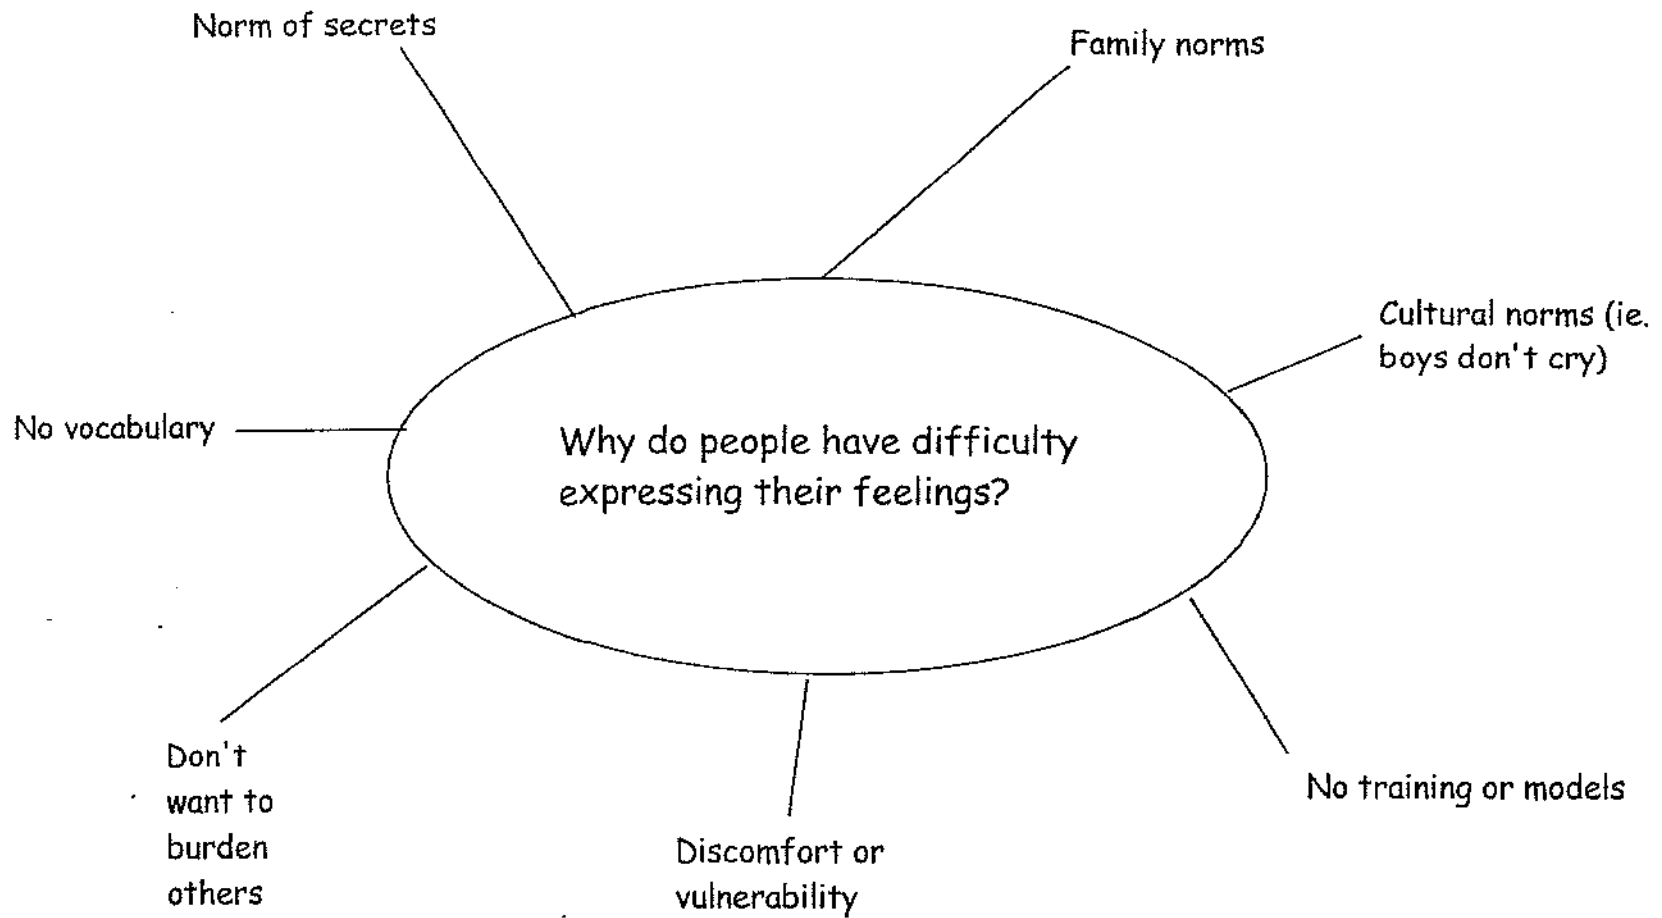 Norm of secrets
Family norms
Cultural norms (ie.
boys don't cry)
No vocabulary
Why do people have difficulty
expressing their feelings?
Don't
want to
burden
others
Discomfort or
vulnerability
No training or models